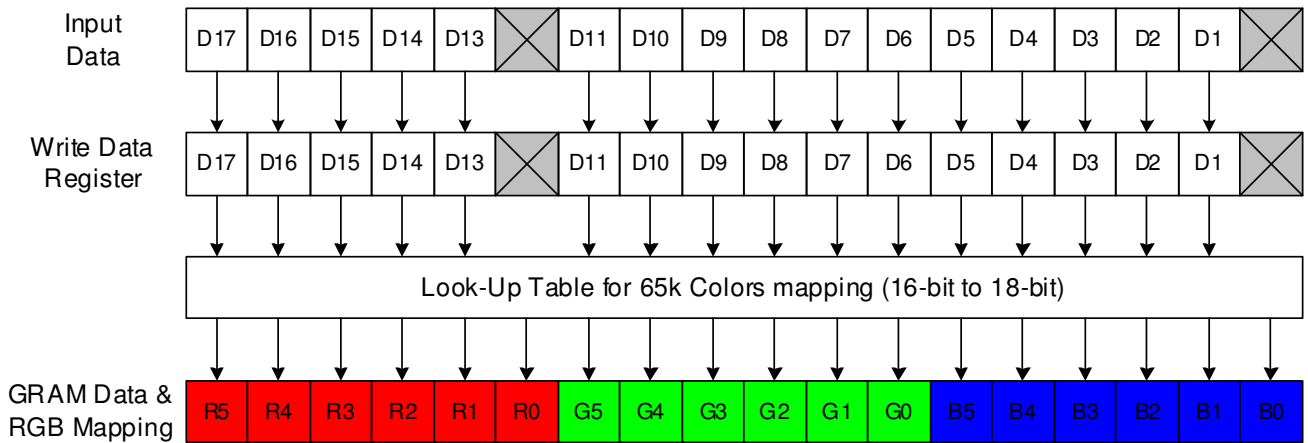 Input
Data
D17 D16 D15 D14 D13 D11 D10 D9 D8 D7 D6 D5 D4 D3 D2 D1
Write Data
Register
D17 D16 D15 D14 D13 D11 D10 D9 D8 D7 D6 D5 D4 D3 D2 D1
Look-Up Table for 65k Colors mapping (16-bit to 18-bit)
GRAM Data &
RGB Mapping
R5 R4 R3 R2 R1 R0 G5 G4 G3 G2 G1 G0 B5 B4 B3 B2 B1 B0